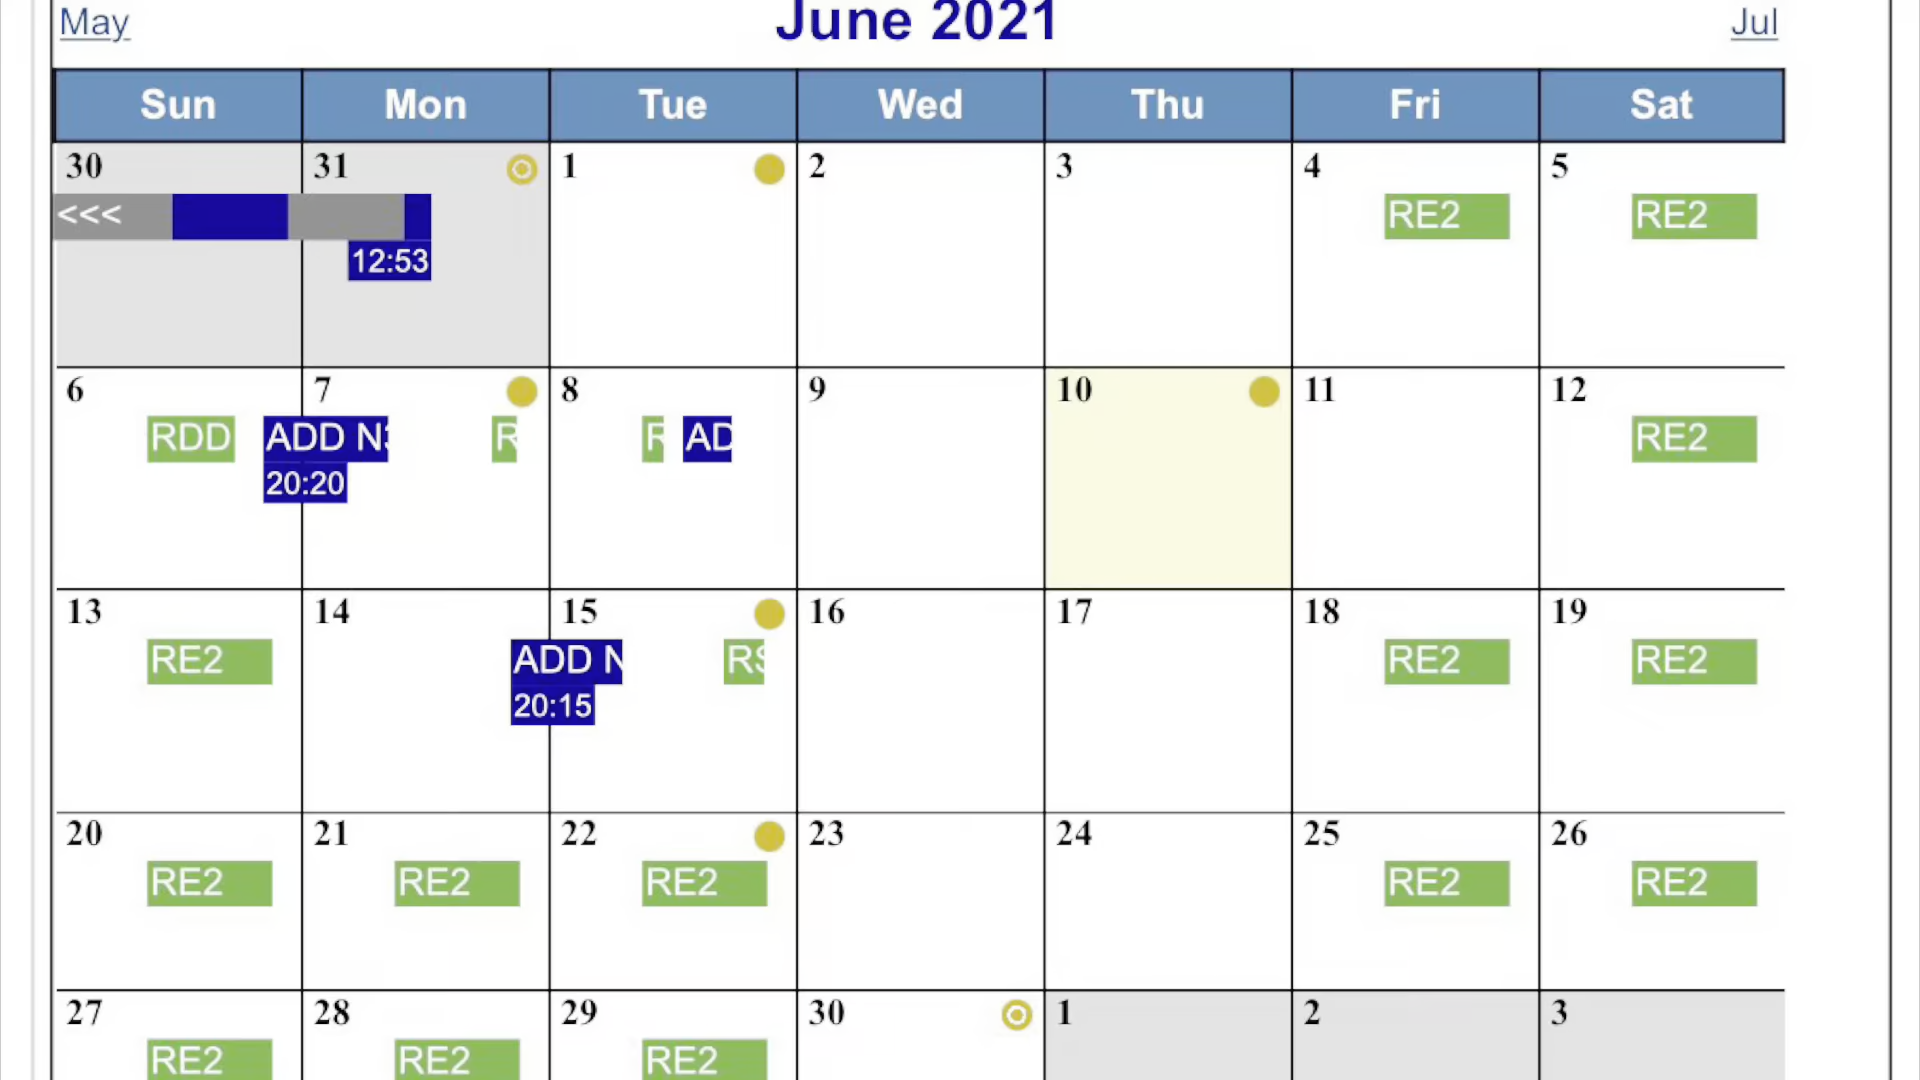 May June 2021 Jul
Sun Mon Tue Wed Thu Fri Sat
30 31 1 2 3 4 5
<<< RE2 RE2
12:53
6 7 8 9 10 11 12
RDD ADD N R R AD RE2
20:20
13 14 15 16 17 18 19
RE2 ADD N RS RE2 RE2
20:15
20 21 22 23 24 25 26
RE2 RE2 RE2 RE2 RE2
27 28 29 30 1 2 3
RE2 RE2 RE2